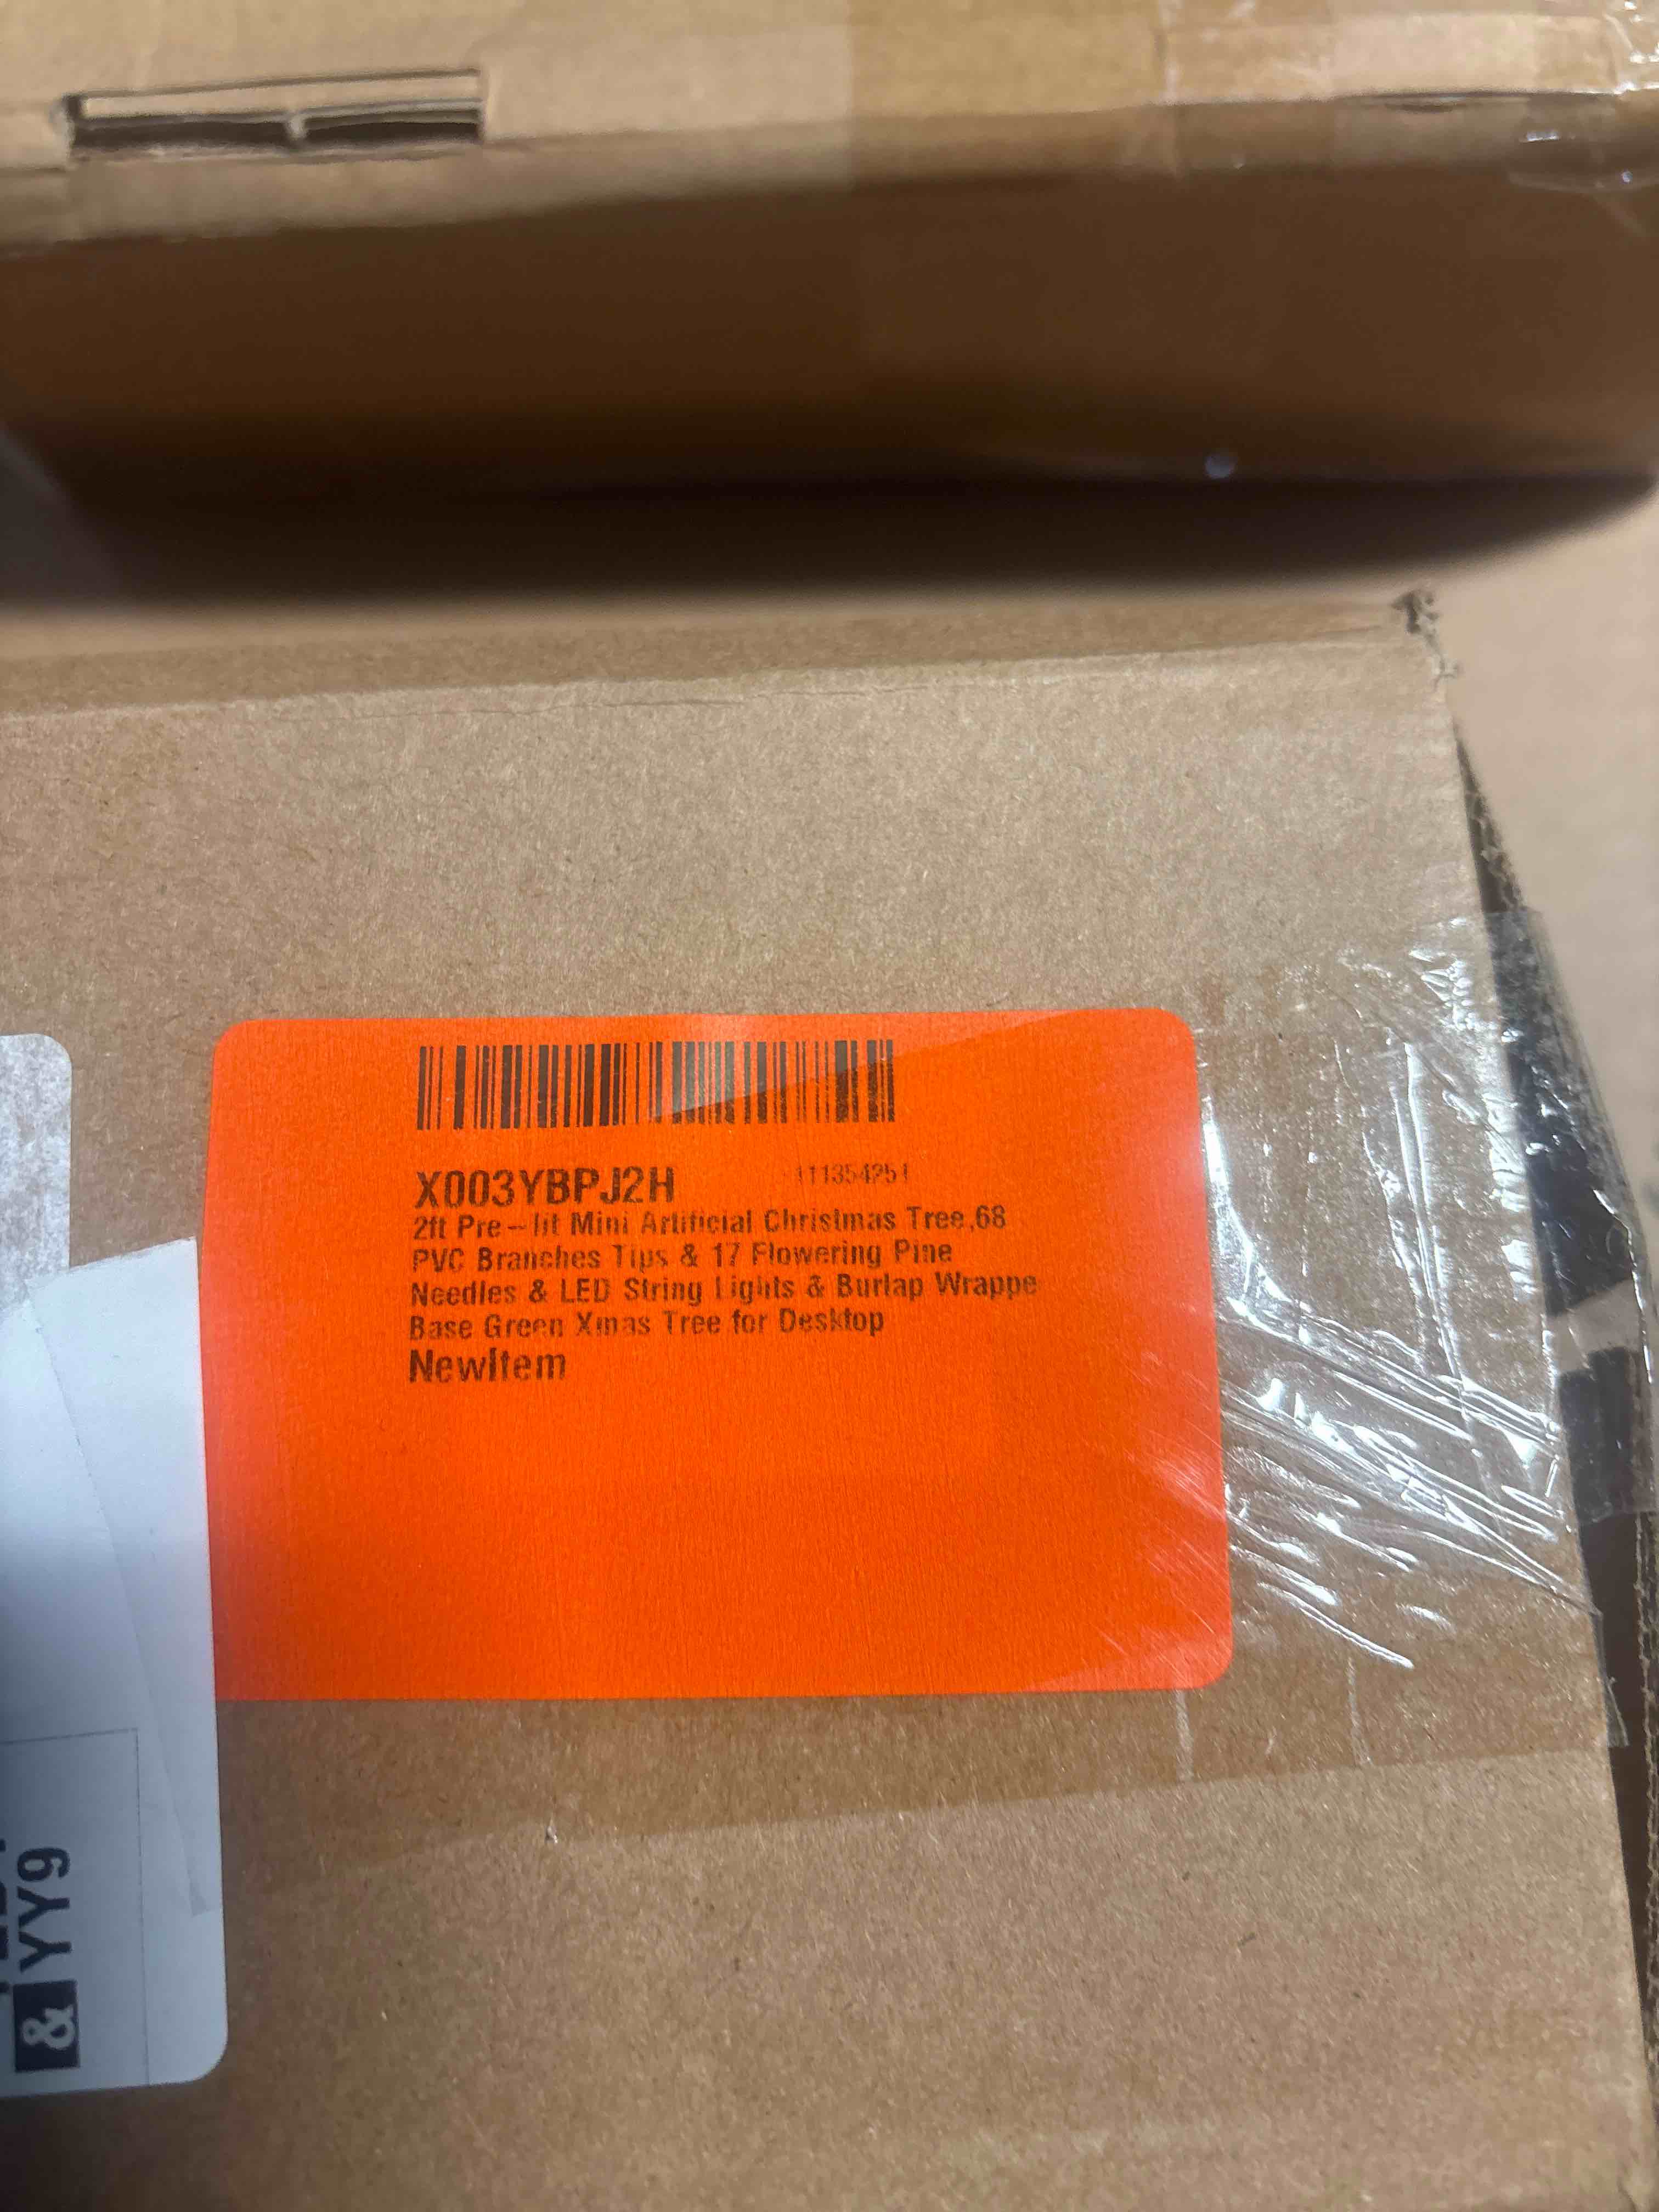 X003YBPJ2H
111354251
2ft Pre-lit Mini Artificial Christmas Tree,68
PVC Branches Tips & 17 Flowering Pine
Needles & LED String Lights & Burlap Wrappe
Base Green Xmas Tree for Desktop
NewItem
& YY9